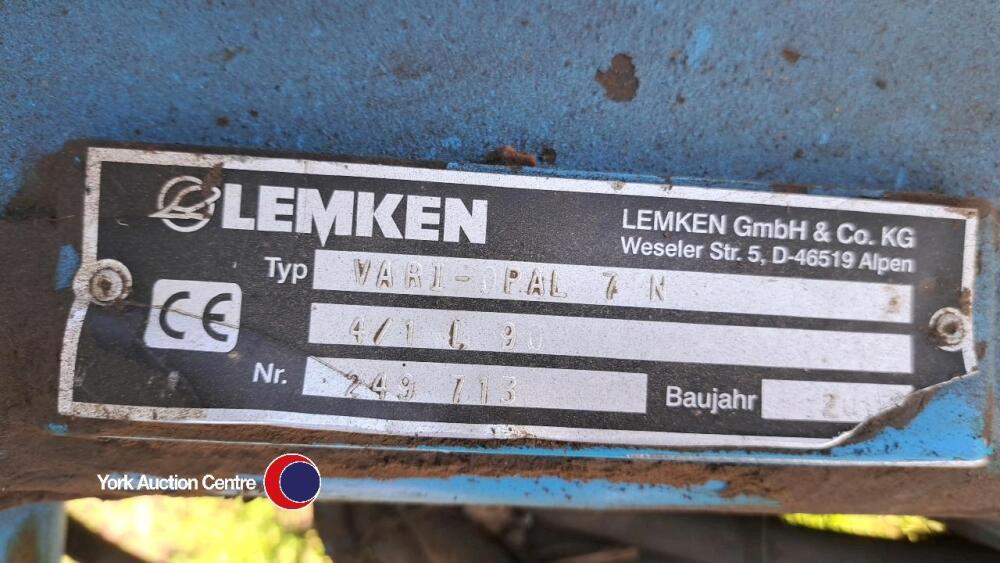 LEMKEN
LEMKEN GmbH & Co. KG
Weseler Str. 5, D-46519 Alpen
Typ VARI-OPAL 7 N
CE
4/1 L 90
Nr. 249 713
Baujahr
York Auction Centre